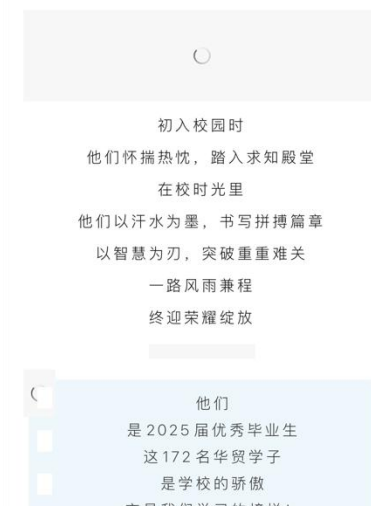 初入校园时
他们怀揣热忱，踏入求知殿堂
在校时光里
他们以汗水为墨，书写拼搏篇章
以智慧为刃，突破重重难关
一路风雨兼程
终迎荣耀绽放
他们
是2025届优秀毕业生
这172名华贸学子
是学校的骄傲